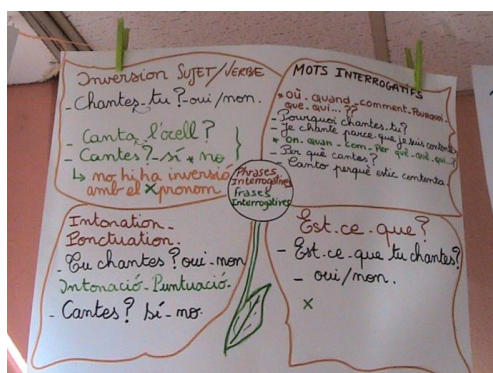 Inversion SUJET/VERBE
- Chantes-tu? - oui/non.
- Canta l'ocell?
- Cantes? - sí * no
↳ no hi ha inversió
amb el x pronom.
MOTS INTERROGATIFS
* où. quand - comment. Pourquoi.
que. qui...??
- Pourquoi chantes-tu?
- Je chante parce que je suis contente
* on. quan - com. Per què. què. qui...?
- Per què cantes?
- Canto perquè estic contenta.
Phrases
Interrogatives
Frases
Interrogatives
Intonation -
Ponctuation.
- Tu chantes? oui - non
Intonació - Puntuació.
- Cantes? sí - no.
Est-ce-que?
- Est-ce-que tu chantes?
- oui/non.
x